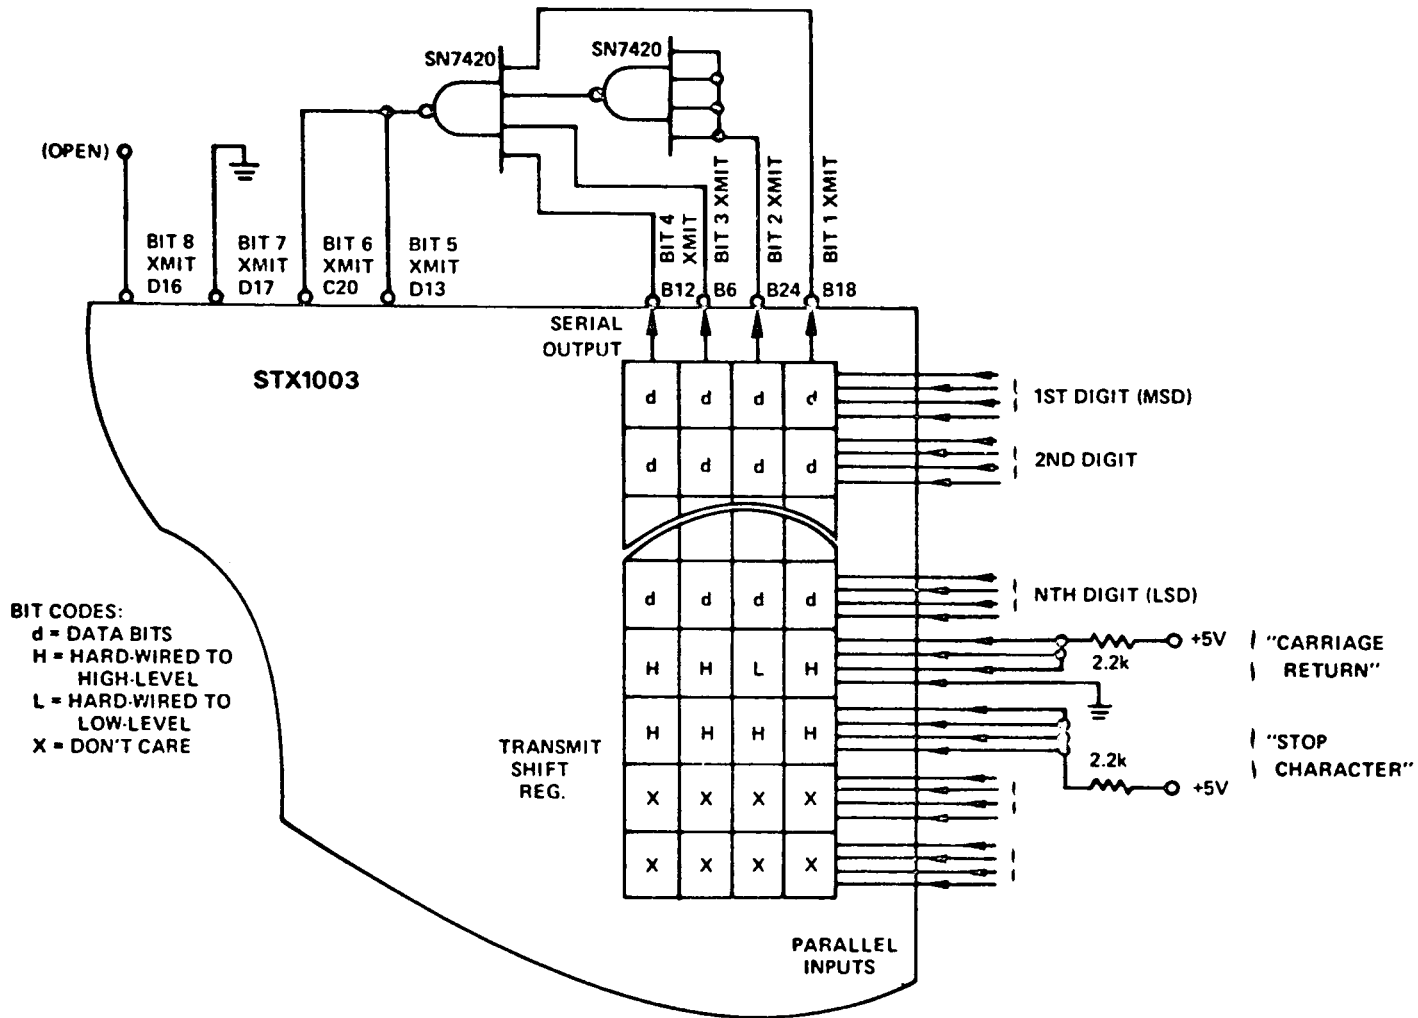 SN7420
SN7420
(OPEN)
BIT 8
XMIT
D16
BIT 7
XMIT
D17
BIT 6
XMIT
C20
BIT 5
XMIT
D13
BIT 4
XMIT
BIT 3 XMIT
BIT 2 XMIT
BIT 1 XMIT
B12
B6
B24
B18
SERIAL
OUTPUT
STX1003
d d d d
1ST DIGIT (MSD)
d d d d
2ND DIGIT
d d d d
NTH DIGIT (LSD)
BIT CODES:
d = DATA BITS
H = HARD-WIRED TO
HIGH-LEVEL
L = HARD-WIRED TO
LOW-LEVEL
X = DON'T CARE
H H L H
2.2k
+5V
"CARRIAGE
RETURN"
H H H H
2.2k
+5V
"STOP
CHARACTER"
TRANSMIT
SHIFT
REG.
X X X X
X X X X
PARALLEL
INPUTS